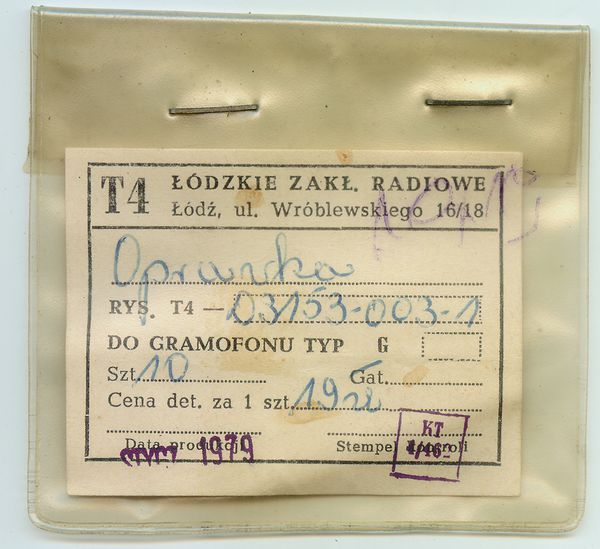 T4 ŁÓDZKIE ZAKŁ. RADIOWE
Łódź, ul. Wróblewskiego 16/18
Oprawka
RYS. T4 — 03153-003-1
DO GRAMOFONU TYP G
Szt. 10 Gat.
Cena det. za 1 szt. 19 zł
Data produkcji Stempel kontroli
1979
KT